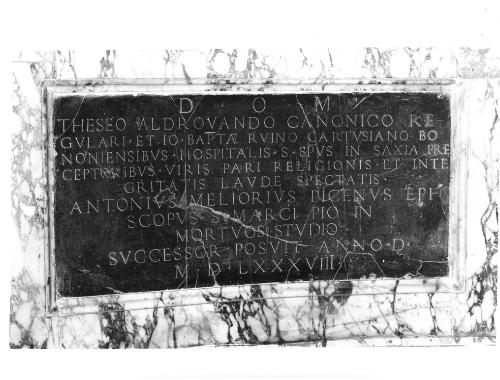 D O M
THESEO ALDROVANDO CANONICO RE-
GVLARI·ET·IO·BAPTÆ RVINO CARTVSIANO BO
NONIENSIBVS·HOSPITALIS·S·SPVS IN SAXIA PRE
CEPTORIBVS VIRIS PARI RELIGIONIS·ET INTE
GRITATIS LAVDE SPECTATIS
ANTONIVS MELIORIVS PICENVS EPI
SCOPVS S MARCI PIO IN
MORTVOS STVDIO
SVCCESSOR POSVIT ANNO·D·
M D LXXXVIII